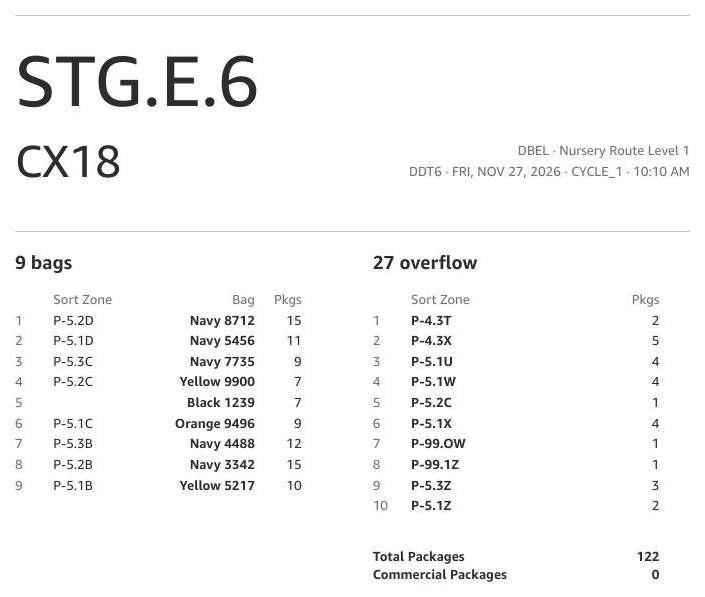 STG.E.6
CX18
DBEL · Nursery Route Level 1
DDT6 · FRI, NOV 27, 2026 · CYCLE_1 · 10:10 AM
9 bags
Sort Zone Bag Pkgs
1 P-5.2D Navy 8712 15
2 P-5.1D Navy 5456 11
3 P-5.3C Navy 7735 9
4 P-5.2C Yellow 9900 7
5 Black 1239 7
6 P-5.1C Orange 9496 9
7 P-5.3B Navy 4488 12
8 P-5.2B Navy 3342 15
9 P-5.1B Yellow 5217 10
27 overflow
Sort Zone Pkgs
1 P-4.3T 2
2 P-4.3X 5
3 P-5.1U 4
4 P-5.1W 4
5 P-5.2C 1
6 P-5.1X 4
7 P-99.OW 1
8 P-99.1Z 1
9 P-5.3Z 3
10 P-5.1Z 2
Total Packages 122
Commercial Packages 0